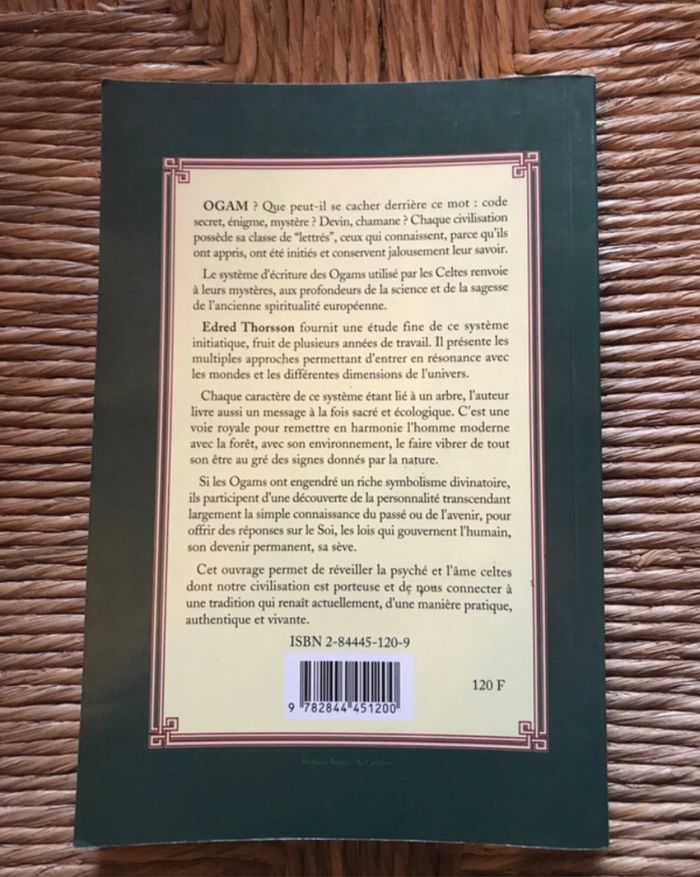 OGAM ? Que peut-il se cacher derrière ce mot : code
secret, énigme, mystère ? Devin, chamane ? Chaque civilisation
possède sa classe de "lettrés", ceux qui connaissent, parce qu'ils
ont appris, ont été initiés et conservent jalousement leur savoir.
Le système d'écriture des Ogams utilisé par les Celtes renvoie
à leurs mystères, aux profondeurs de la science et de la sagesse
de l'ancienne spiritualité européenne.
Edred Thorsson fournit une étude fine de ce système
initiatique, fruit de plusieurs années de travail. Il présente les
multiples approches permettant d'entrer en résonance avec
les mondes et les différentes dimensions de l'univers.
Chaque caractère de ce système étant lié à un arbre, l'auteur
livre aussi un message à la fois sacré et écologique. C'est une
voie royale pour remettre en harmonie l'homme moderne
avec la forêt, avec son environnement, le faire vibrer de tout
son être au gré des signes donnés par la nature.
Si les Ogams ont engendré un riche symbolisme divinatoire,
ils participent d'une découverte de la personnalité transcendant
largement la simple connaissance du passé ou de l'avenir, pour
offrir des réponses sur le Soi, les lois qui gouvernent l'humain,
son devenir permanent, sa sève.
Cet ouvrage permet de réveiller la psyché et l'âme celtes
dont notre civilisation est porteuse et de nous connecter à
une tradition qui renaît actuellement, d'une manière pratique,
authentique et vivante.
ISBN 2-84445-120-9
120 F
9 782844 451200